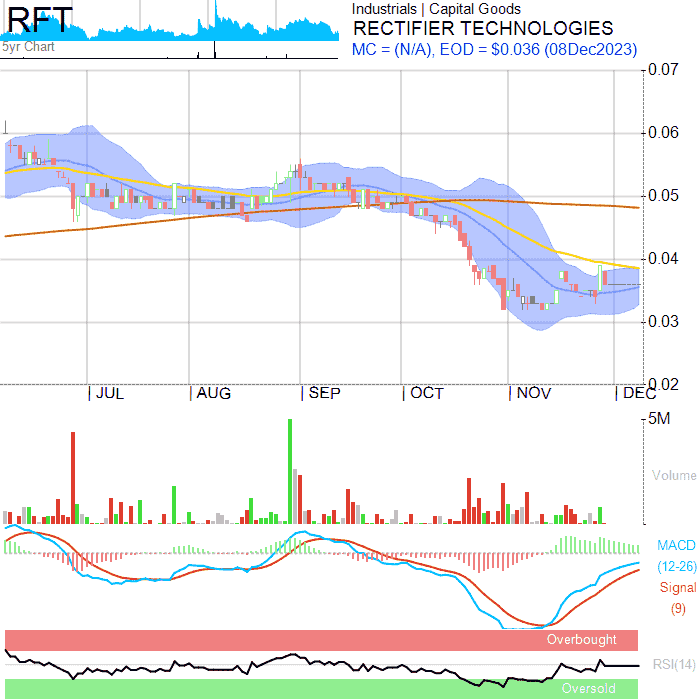 RFT
5yr Chart
Industrials | Capital Goods
RECTIFIER TECHNOLOGIES
MC = (N/A), EOD = $0.036 (08Dec2023)
0.07
0.06
0.05
0.04
0.03
0.02
JUL AUG SEP OCT NOV DEC
5M
Volume
MACD
(12-26)
Signal
(9)
Overbought
RSI(14)
Oversold